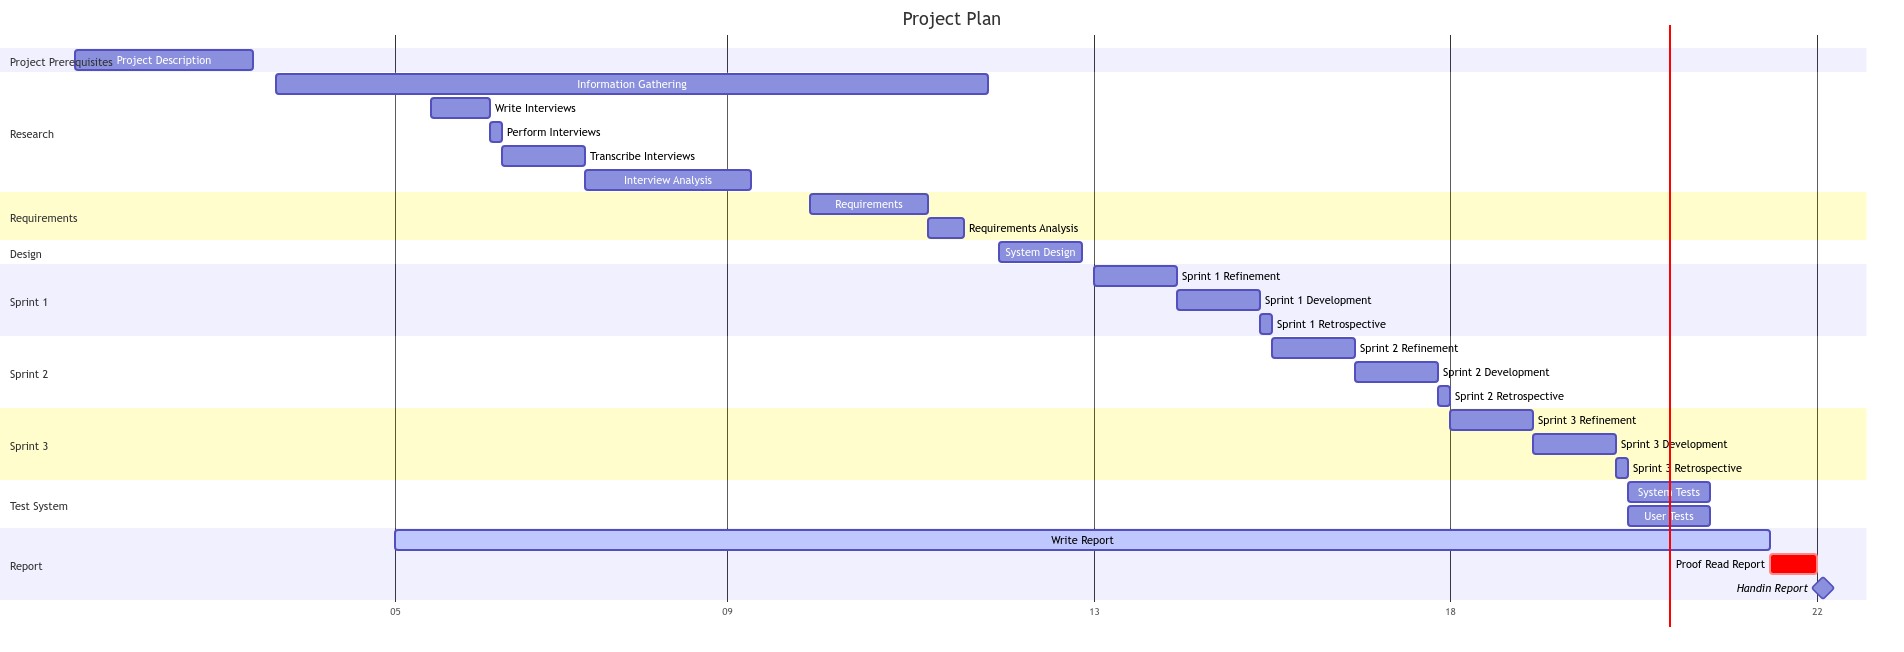 Project Plan
Project Prerequisites
Project Description
Information Gathering
Write Interviews
Research
Perform Interviews
Transcribe Interviews
Interview Analysis
Requirements
Requirements
Requirements Analysis
Design
System Design
Sprint 1 Refinement
Sprint 1
Sprint 1 Development
Sprint 1 Retrospective
Sprint 2 Refinement
Sprint 2
Sprint 2 Development
Sprint 2 Retrospective
Sprint 3 Refinement
Sprint 3
Sprint 3 Development
Sprint 3 Retrospective
System Tests
Test System
User Tests
Write Report
Report
Proof Read Report
Handin Report
05
09
13
18
22